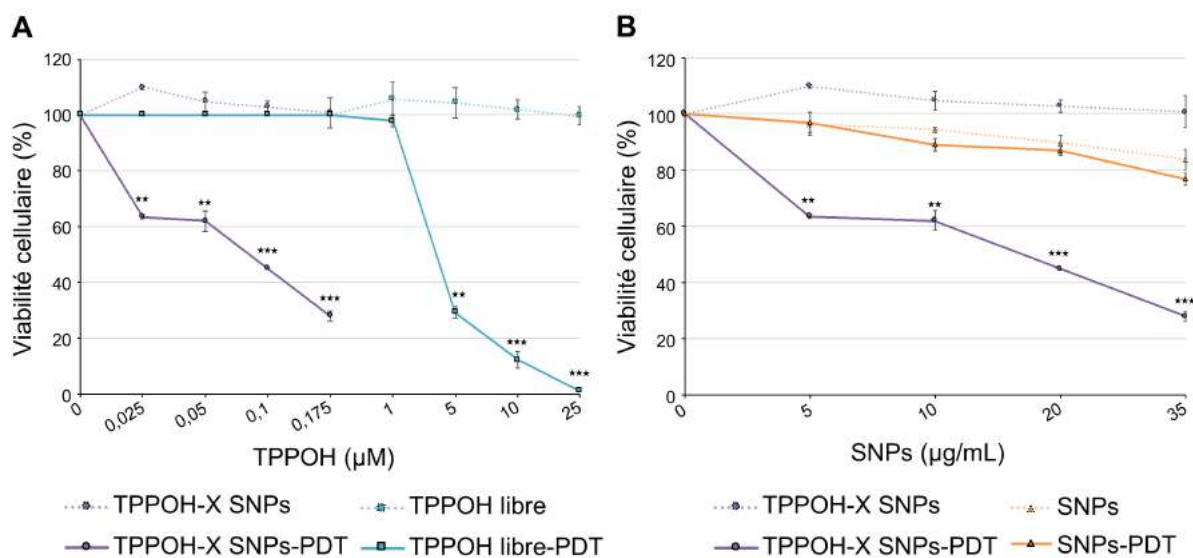 A
Viabilité cellulaire (%)
120
100
80
60
40
20
0
** ** *** *** ** *** ***
0 0,025 0,05 0,1 0,175 1 5 10 25
TPPOH (µM)
TPPOH-X SNPs TPPOH libre
TPPOH-X SNPs-PDT TPPOH libre-PDT
B
Viabilité cellulaire (%)
120
100
80
60
40
20
0
** ** *** ***
0 5 10 20 35
SNPs (µg/mL)
TPPOH-X SNPs SNPs
TPPOH-X SNPs-PDT SNPs-PDT